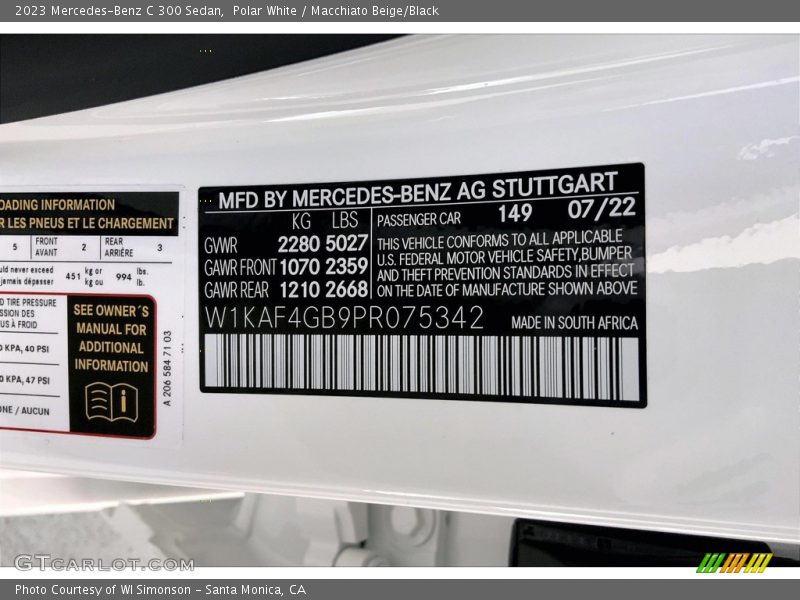 2023 Mercedes-Benz C 300 Sedan, Polar White / Macchiato Beige/Black
OADING INFORMATION
R LES PNEUS ET LE CHARGEMENT
5 FRONT AVANT 2 REAR ARRIÈRE 3
uld never exceed
jamais dépasser
451 kg or kg ou 994 lbs. lb.
D TIRE PRESSURE
SSION DES
US À FROID
0 KPA, 40 PSI
0 KPA, 47 PSI
ONE / AUCUN
SEE OWNER´S
MANUAL FOR
ADDITIONAL
INFORMATION
A 206 584 71 03
MFD BY MERCEDES-BENZ AG STUTTGART
KG LBS
GWR 2280 5027
GAWR FRONT 1070 2359
GAWR REAR 1210 2668
PASSENGER CAR 149 07/22
THIS VEHICLE CONFORMS TO ALL APPLICABLE
U.S. FEDERAL MOTOR VEHICLE SAFETY,BUMPER
AND THEFT PREVENTION STANDARDS IN EFFECT
ON THE DATE OF MANUFACTURE SHOWN ABOVE
W1KAF4GB9PR075342
MADE IN SOUTH AFRICA
GTCARLOT.COM
Photo Courtesy of WI Simonson - Santa Monica, CA